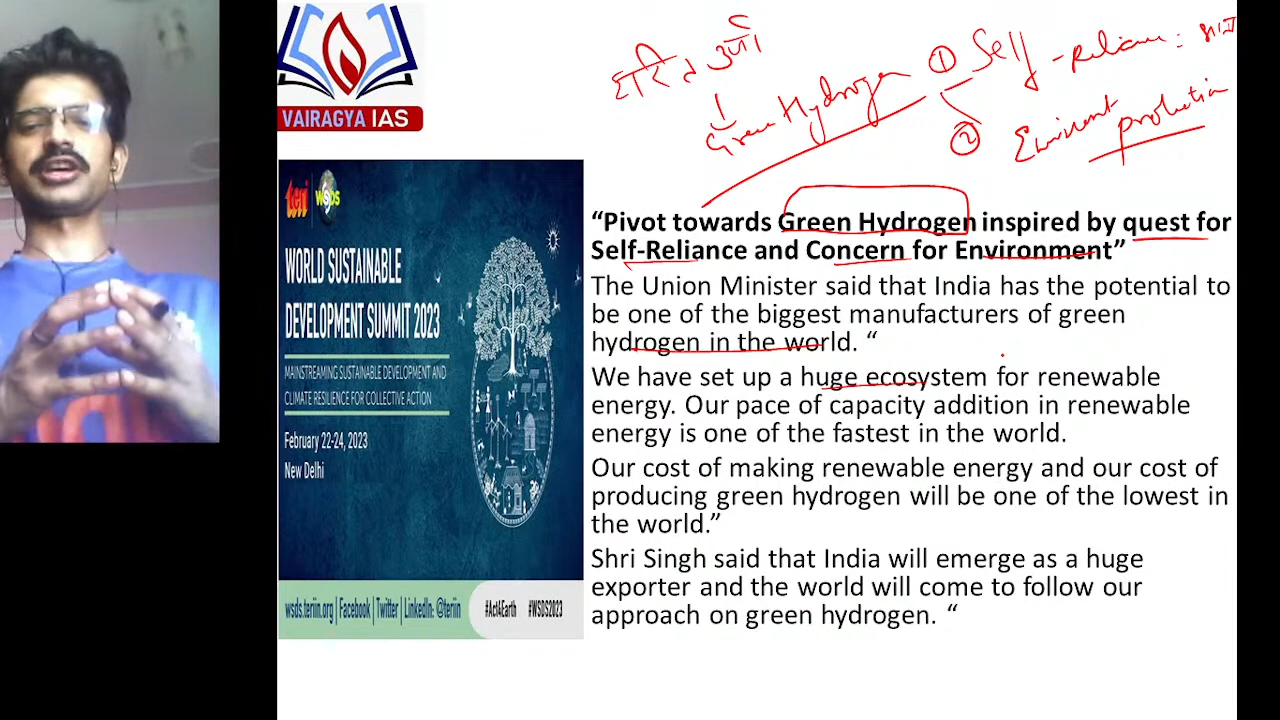 VAIRAGYA IAS
हरित ऊर्जा
Green Hydrogen
① Self-Reliance :
②
protection
teri
WSDS
WORLD SUSTAINABLE
DEVELOPMENT SUMMIT 2023
MAINSTREAMING SUSTAINABLE DEVELOPMENT AND
CLIMATE RESILIENCE FOR COLLECTIVE ACTION
February 22-24, 2023
New Delhi
wsds.teriin.org | Facebook | Twitter | LinkedIn: @teriin
#Act4Earth #WSDS2023
“Pivot towards Green Hydrogen inspired by quest for
Self-Reliance and Concern for Environment”
The Union Minister said that India has the potential to
be one of the biggest manufacturers of green
hydrogen in the world. “
We have set up a huge ecosystem for renewable
energy. Our pace of capacity addition in renewable
energy is one of the fastest in the world.
Our cost of making renewable energy and our cost of
producing green hydrogen will be one of the lowest in
the world.”
Shri Singh said that India will emerge as a huge
exporter and the world will come to follow our
approach on green hydrogen. “